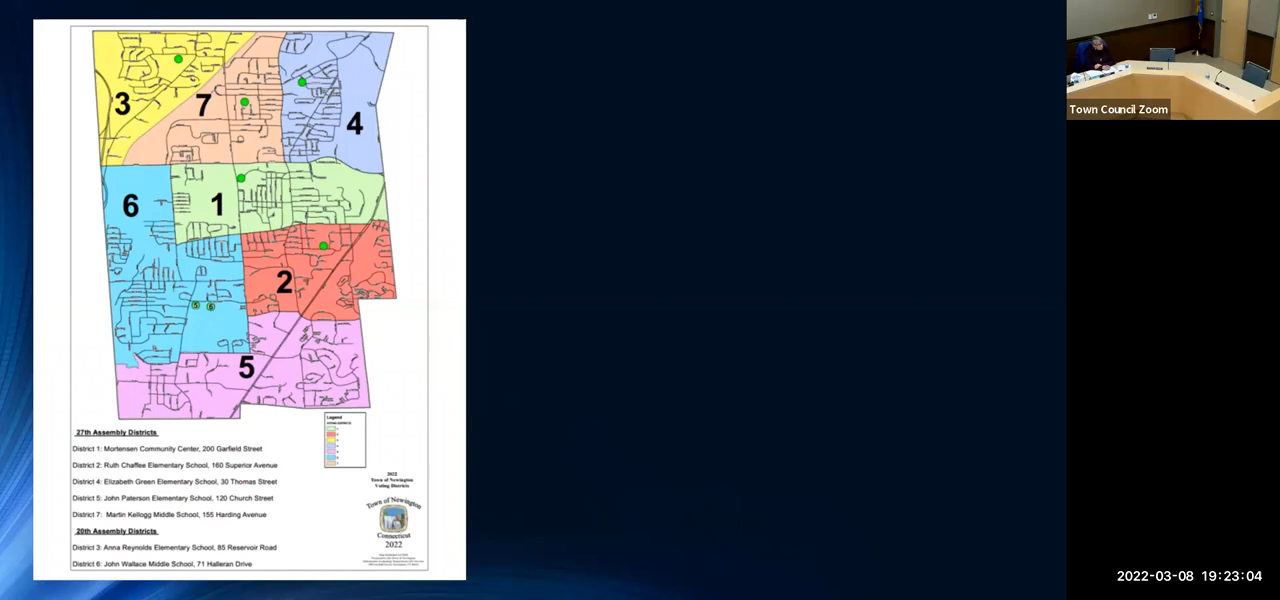 3
7
4
6
1
2
5
5
6
27th Assembly Districts
District 1: Mortensen Community Center, 200 Garfield Street
District 2: Ruth Chaffee Elementary School, 160 Superior Avenue
District 4: Elizabeth Green Elementary School, 30 Thomas Street
District 5: John Paterson Elementary School, 120 Church Street
District 7: Martin Kellogg Middle School, 155 Harding Avenue
20th Assembly Districts
District 3: Anna Reynolds Elementary School, 85 Reservoir Road
District 6: John Wallace Middle School, 71 Halleran Drive
Legend
2022
Town of Newington
Voting Districts
Town of Newington
Connecticut
2022
Town Council Zoom
2022-03-08 19:23:04